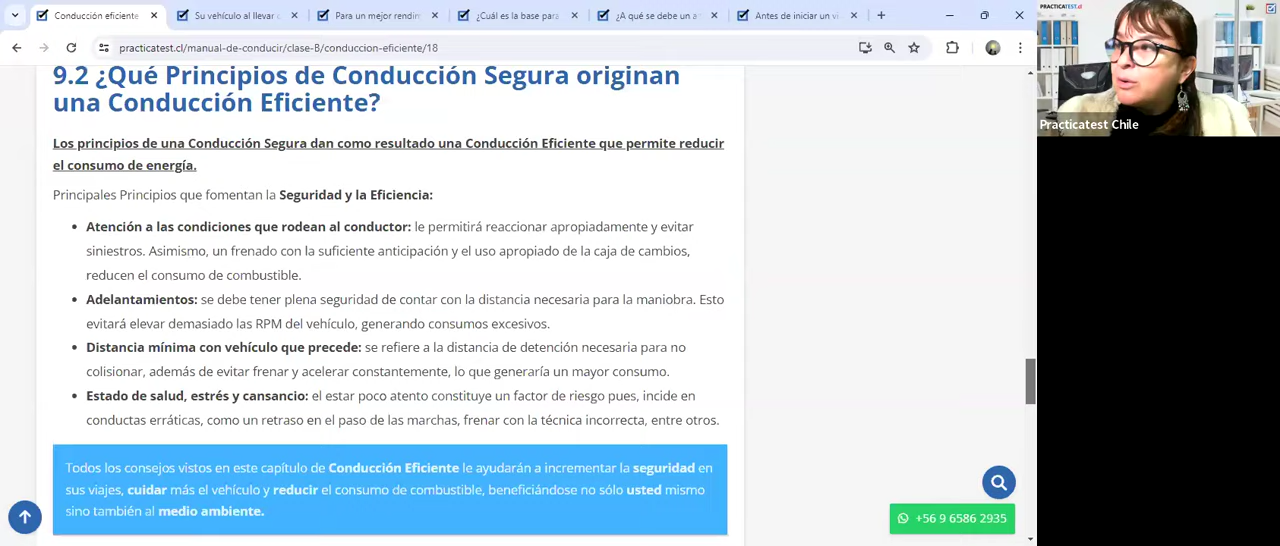 Conducción eficiente
Su vehículo al llevar c
Para un mejor rendim
¿Cuál es la base para
¿A qué se debe un a
Antes de iniciar un vi
practicatest.cl/manual-de-conducir/clase-B/conduccion-eficiente/18
PRACTICATEST.cl
Practicatest Chile
9.2 ¿Qué Principios de Conducción Segura originan
una Conducción Eficiente?
Los principios de una Conducción Segura dan como resultado una Conducción Eficiente que permite reducir
el consumo de energía.
Principales Principios que fomentan la Seguridad y la Eficiencia:
• Atención a las condiciones que rodean al conductor: le permitirá reaccionar apropiadamente y evitar
siniestros. Asimismo, un frenado con la suficiente anticipación y el uso apropiado de la caja de cambios,
reducen el consumo de combustible.
• Adelantamientos: se debe tener plena seguridad de contar con la distancia necesaria para la maniobra. Esto
evitará elevar demasiado las RPM del vehículo, generando consumos excesivos.
• Distancia mínima con vehículo que precede: se refiere a la distancia de detención necesaria para no
colisionar, además de evitar frenar y acelerar constantemente, lo que generaría un mayor consumo.
• Estado de salud, estrés y cansancio: el estar poco atento constituye un factor de riesgo pues, incide en
conductas erráticas, como un retraso en el paso de las marchas, frenar con la técnica incorrecta, entre otros.
Todos los consejos vistos en este capítulo de Conducción Eficiente le ayudarán a incrementar la seguridad en
sus viajes, cuidar más el vehículo y reducir el consumo de combustible, beneficiándose no sólo usted mismo
sino también al medio ambiente.
+56 9 6586 2935